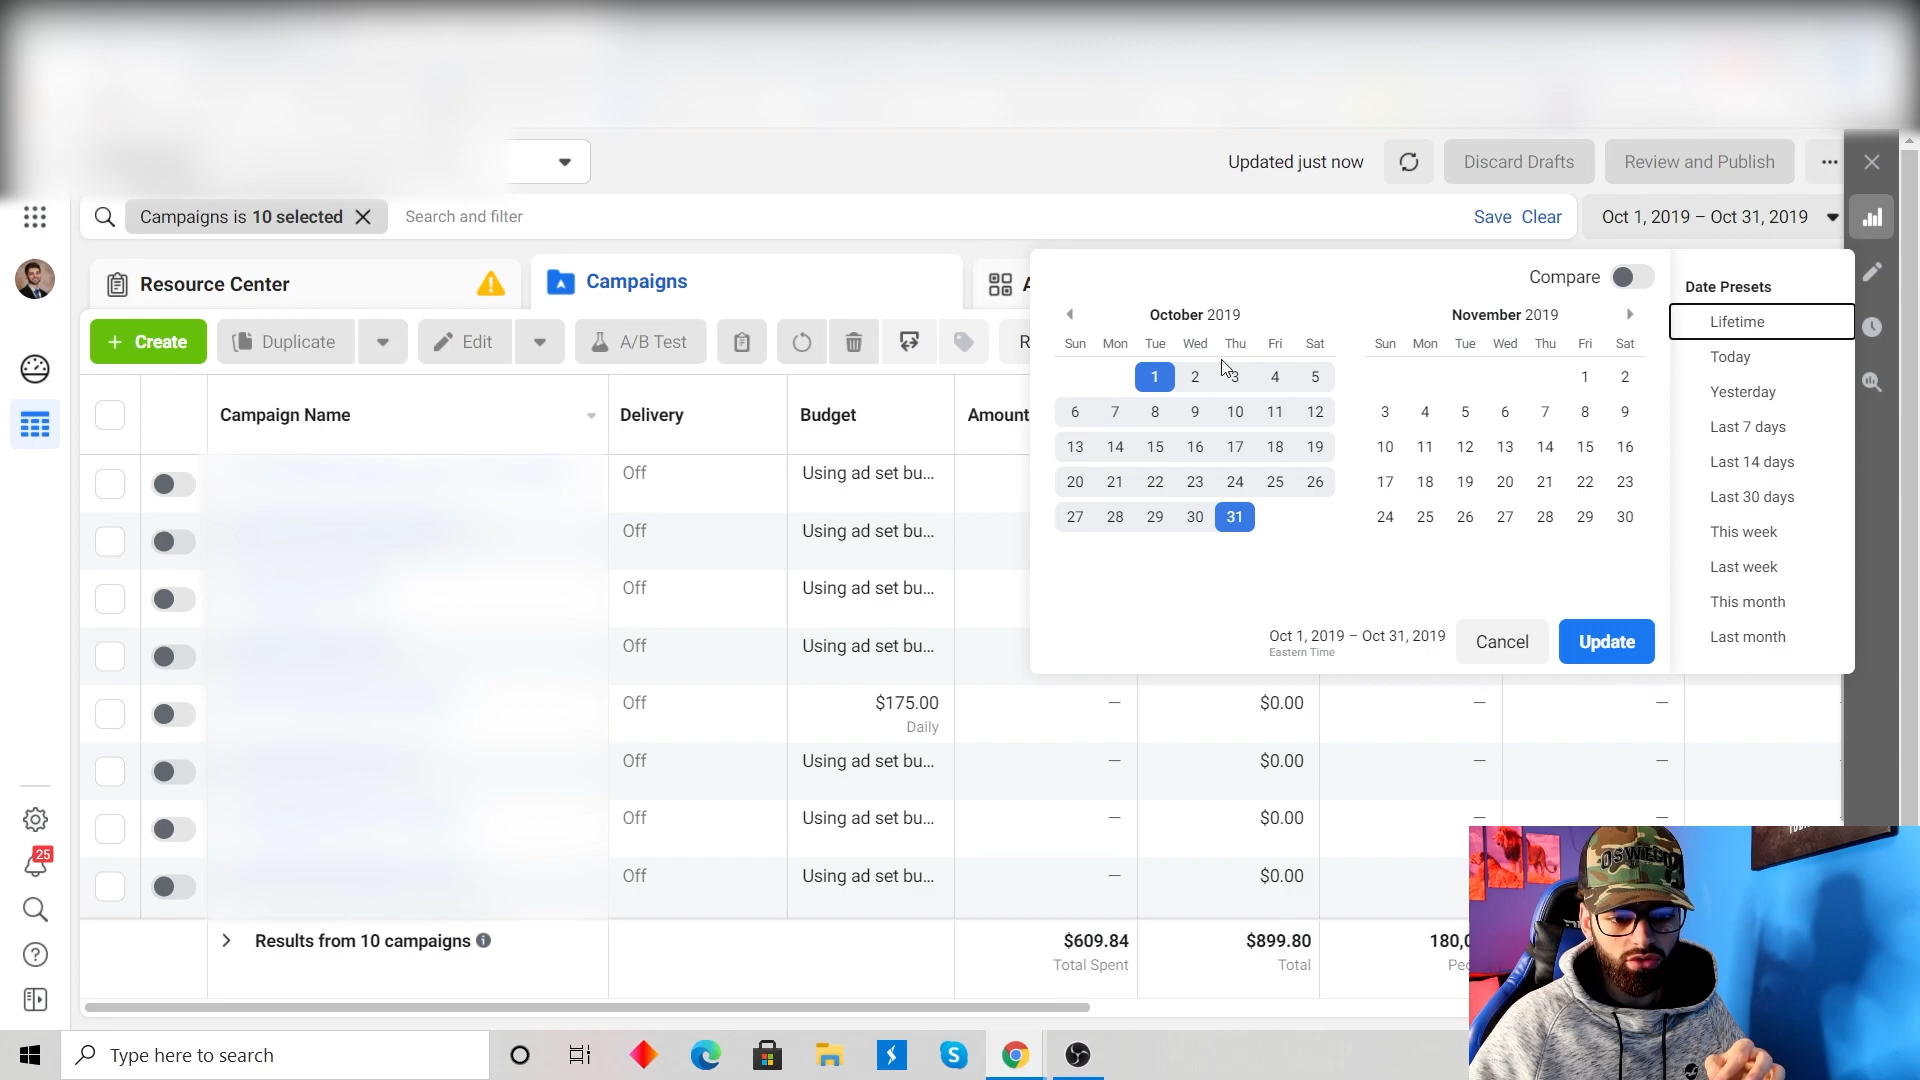 Updated just now
Discard Drafts
Review and Publish
Campaigns is 10 selected
Search and filter
Save Clear
Oct 1, 2019 – Oct 31, 2019
Resource Center
Campaigns
Compare
Date Presets
October 2019
November 2019
Sun Mon Tue Wed Thu Fri Sat
Sun Mon Tue Wed Thu Fri Sat
1 2 3 4 5
1 2
6 7 8 9 10 11 12
3 4 5 6 7 8 9
13 14 15 16 17 18 19
10 11 12 13 14 15 16
20 21 22 23 24 25 26
17 18 19 20 21 22 23
27 28 29 30 31
24 25 26 27 28 29 30
Lifetime
Today
Yesterday
Last 7 days
Last 14 days
Last 30 days
This week
Last week
This month
Last month
Oct 1, 2019 – Oct 31, 2019
Eastern Time
Cancel
Update
+ Create
Duplicate
Edit
A/B Test
Campaign Name
Delivery
Budget
Amount
Off
Using ad set bu...
Off
Using ad set bu...
Off
Using ad set bu...
Off
Using ad set bu...
Off
$175.00
Daily
—
$0.00
—
—
Off
Using ad set bu...
—
$0.00
—
—
Off
Using ad set bu...
—
$0.00
—
—
Off
Using ad set bu...
—
$0.00
Results from 10 campaigns
$609.84
Total Spent
$899.80
Total
180,0
25
OSWEGO
Type here to search